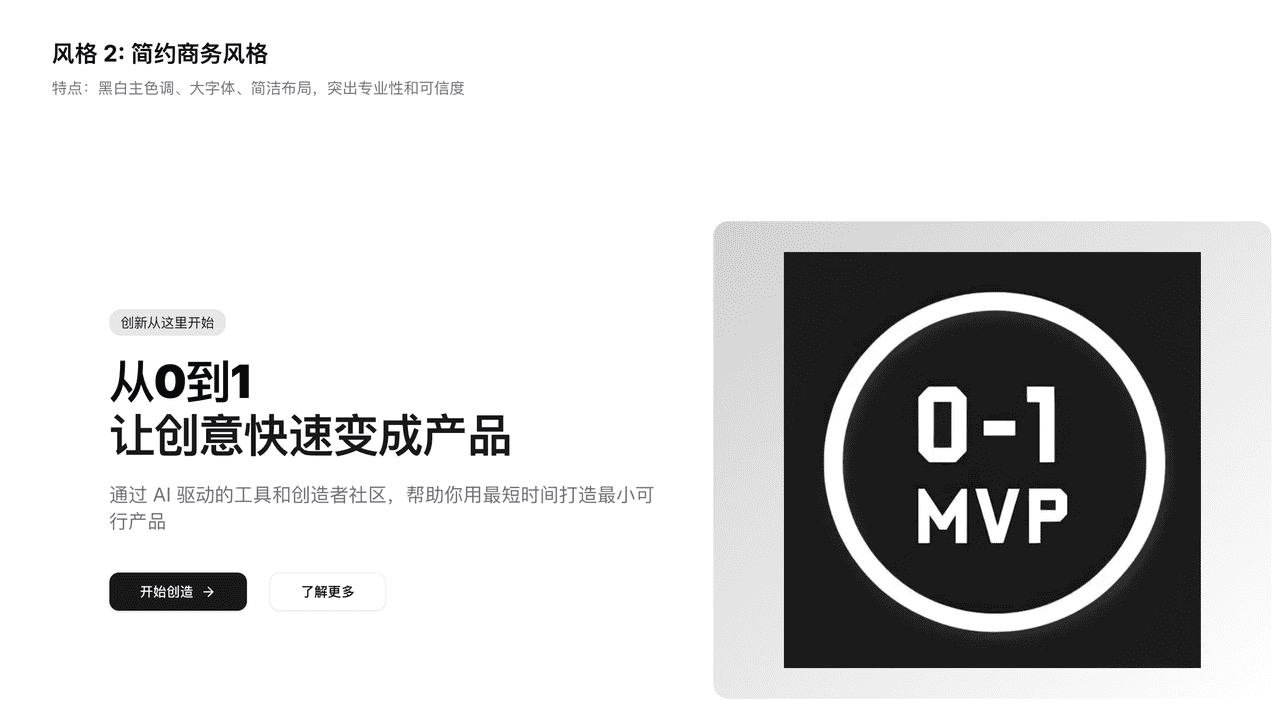 风格 2: 简约商务风格
特点：黑白主色调、大字体、简洁布局，突出专业性和可信度
创新从这里开始
从0到1
让创意快速变成产品
通过 AI 驱动的工具和创造者社区，帮助你用最短时间打造最小可
行产品
开始创造 →
了解更多
0-1
MVP